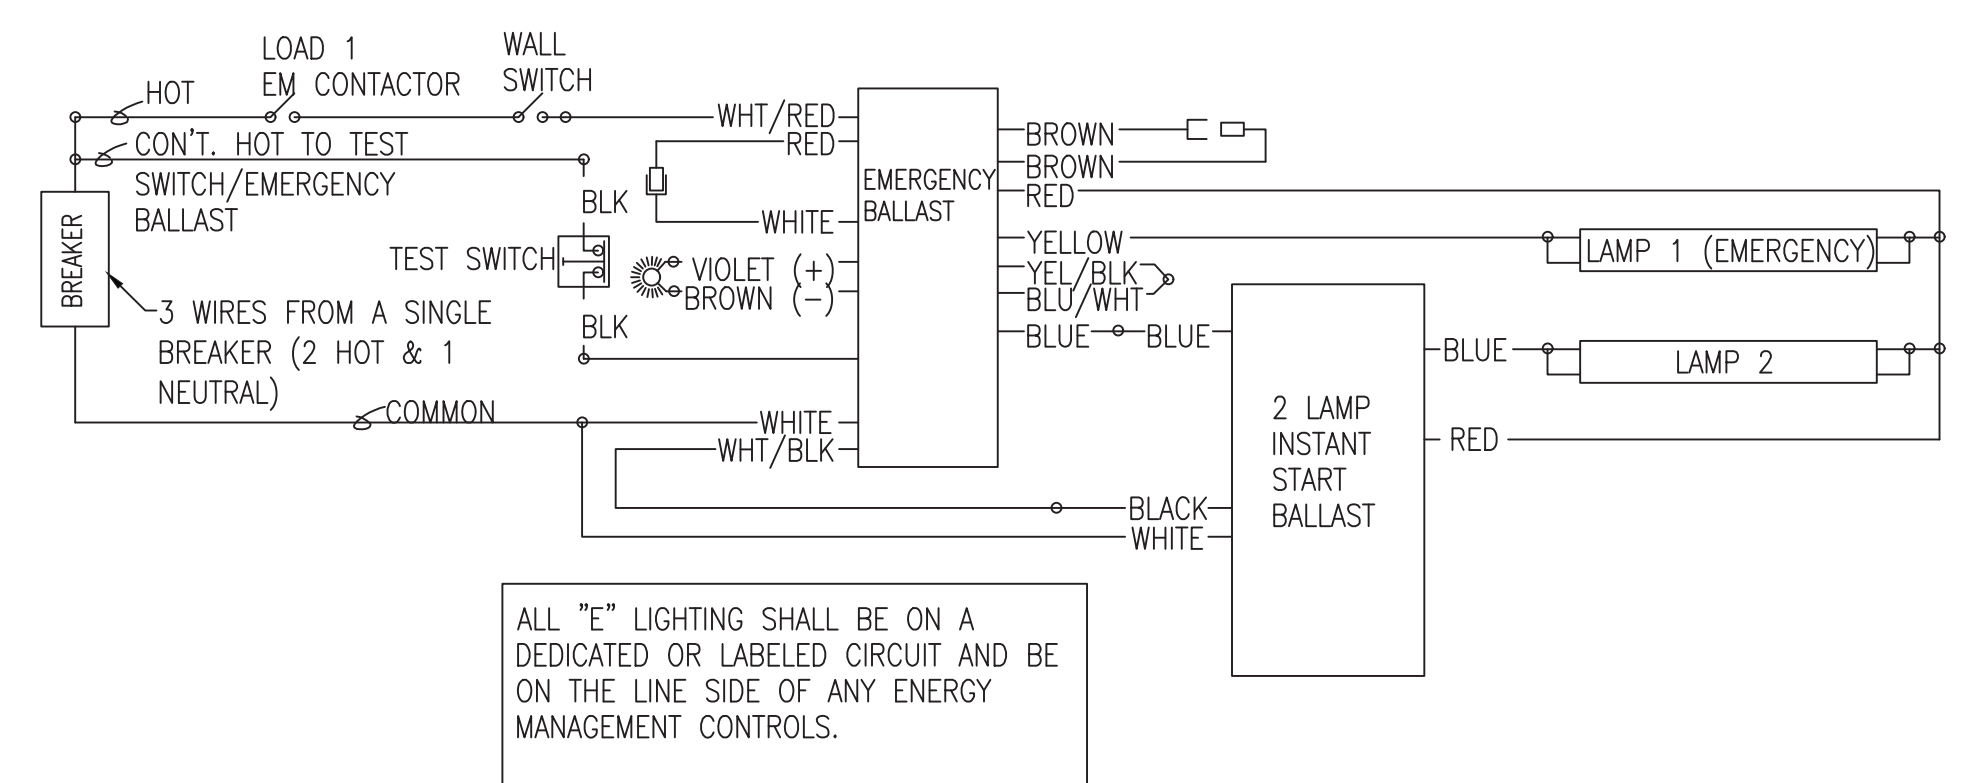 LOAD 1
EM CONTACTOR
WALL
SWITCH
HOT
CON'T. HOT TO TEST
SWITCH/EMERGENCY
BALLAST
BREAKER
3 WIRES FROM A SINGLE
BREAKER (2 HOT & 1
NEUTRAL)
COMMON
BLK
TEST SWITCH
BLK
WHT/RED
RED
WHITE
VIOLET (+)
BROWN (-)
WHITE
WHT/BLK
EMERGENCY
BALLAST
BROWN
BROWN
RED
YELLOW
YEL/BLK
BLU/WHT
BLUE
BLUE
BLACK
WHITE
2 LAMP
INSTANT
START
BALLAST
BLUE
RED
LAMP 1 (EMERGENCY)
LAMP 2
ALL "E" LIGHTING SHALL BE ON A
DEDICATED OR LABELED CIRCUIT AND BE
ON THE LINE SIDE OF ANY ENERGY
MANAGEMENT CONTROLS.